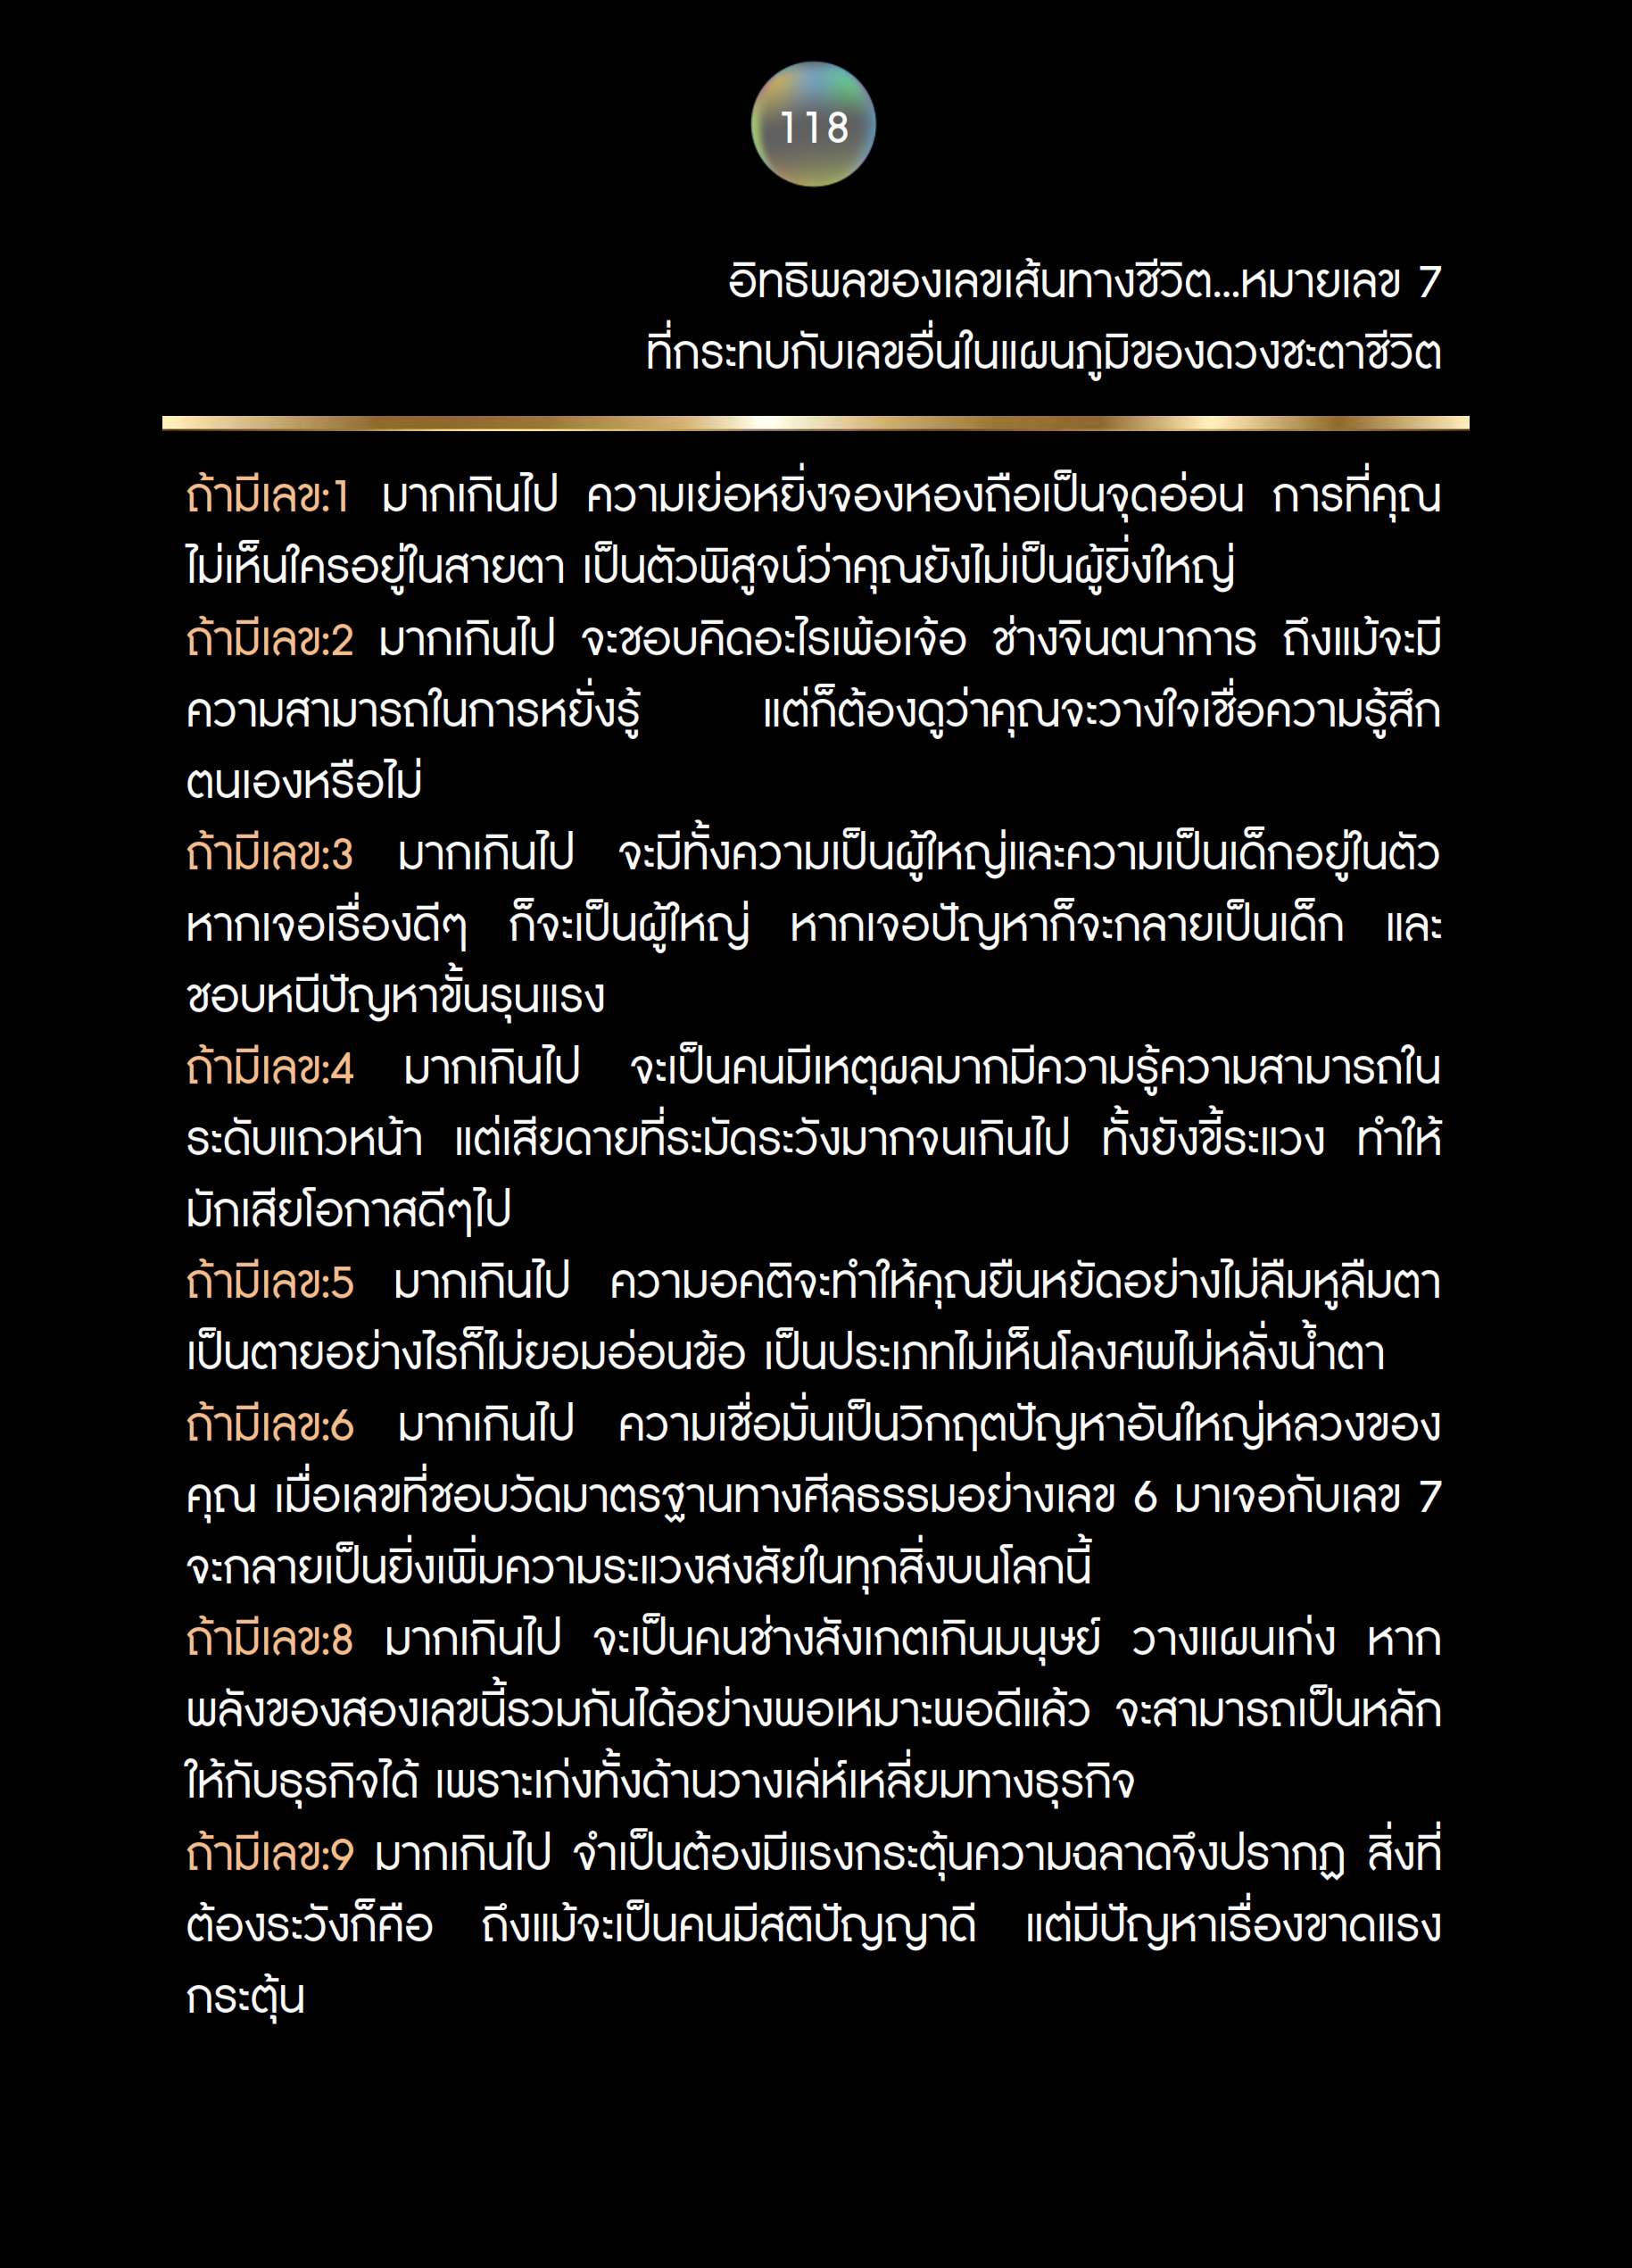 118
อิทธิพลของเลขเส้นทางชีวิต...หมายเลข 7
ที่กระทบกับเลขอื่นในแผนภูมิของดวงชะตาชีวิต
ถ้ามีเลข:1 มากเกินไป ความเย่อหยิ่งจองหองถือเป็นจุดอ่อน การที่คุณ
ไม่เห็นใครอยู่ในสายตา เป็นตัวพิสูจน์ว่าคุณยังไม่เป็นผู้ยิ่งใหญ่
ถ้ามีเลข:2 มากเกินไป จะชอบคิดอะไรเพ้อเจ้อ ช่างจินตนาการ ถึงแม้จะมี
ความสามารถในการหยั่งรู้ แต่ก็ต้องดูว่าคุณจะวางใจเชื่อความรู้สึก
ตนเองหรือไม่
ถ้ามีเลข:3 มากเกินไป จะมีทั้งความเป็นผู้ใหญ่และความเป็นเด็กอยู่ในตัว
หากเจอเรื่องดีๆ ก็จะเป็นผู้ใหญ่ หากเจอปัญหาก็จะกลายเป็นเด็ก และ
ชอบหนีปัญหาขั้นรุนแรง
ถ้ามีเลข:4 มากเกินไป จะเป็นคนมีเหตุผลมากมีความรู้ความสามารถใน
ระดับแถวหน้า แต่เสียดายที่ระมัดระวังมากจนเกินไป ทั้งยังขี้ระแวง ทำให้
มักเสียโอกาสดีๆไป
ถ้ามีเลข:5 มากเกินไป ความอคติจะทำให้คุณยืนหยัดอย่างไม่ลืมหูลืมตา
เป็นตายอย่างไรก็ไม่ยอมอ่อนข้อ เป็นประเภทไม่เห็นโลงศพไม่หลั่งน้ำตา
ถ้ามีเลข:6 มากเกินไป ความเชื่อมั่นเป็นวิกฤตปัญหาอันใหญ่หลวงของ
คุณ เมื่อเลขที่ชอบวัดมาตรฐานทางศีลธรรมอย่างเลข 6 มาเจอกับเลข 7
จะกลายเป็นยิ่งเพิ่มความระแวงสงสัยในทุกสิ่งบนโลกนี้
ถ้ามีเลข:8 มากเกินไป จะเป็นคนช่างสังเกตเกินมนุษย์ วางแผนเก่ง หาก
พลังของสองเลขนี้รวมกันได้อย่างพอเหมาะพอดีแล้ว จะสามารถเป็นหลัก
ให้กับธุรกิจได้ เพราะเก่งทั้งด้านวางเล่ห์เหลี่ยมทางธุรกิจ
ถ้ามีเลข:9 มากเกินไป จำเป็นต้องมีแรงกระตุ้นความฉลาดจึงปรากฏ สิ่งที่
ต้องระวังก็คือ ถึงแม้จะเป็นคนมีสติปัญญาดี แต่มีปัญหาเรื่องขาดแรง
กระตุ้น